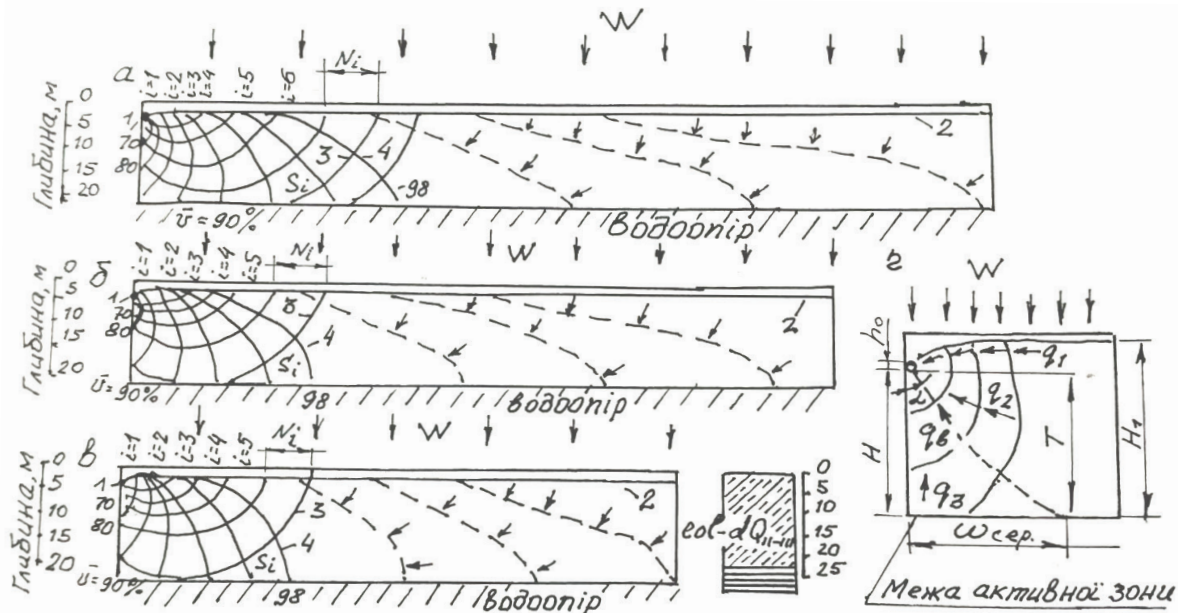 W
а
i=1
i=2
i=3
i=4
i=5
i=6
Ni
Глибина, м
0
5
10
15
20
1
70
80
3
4
Si
98
2
ū = 90%
водоопір
б
i=1
i=2
i=3
i=4
i=5
Ni
W
Глибина, м
0
5
10
15
20
1
70
80
3
4
Si
2
ū=90%
98
водоопір
в
i=1
i=2
i=3
i=4
i=5
Ni
W
Глибина, м
0
5
10
15
20
1
70
80
3
4
Si
2
ū=90%
98
водоопір
0
5
10
15
20
25
г
W
h₀
q₁
q₂
qв
q₃
H
T
H₁
Wсер.
Межа активної зони